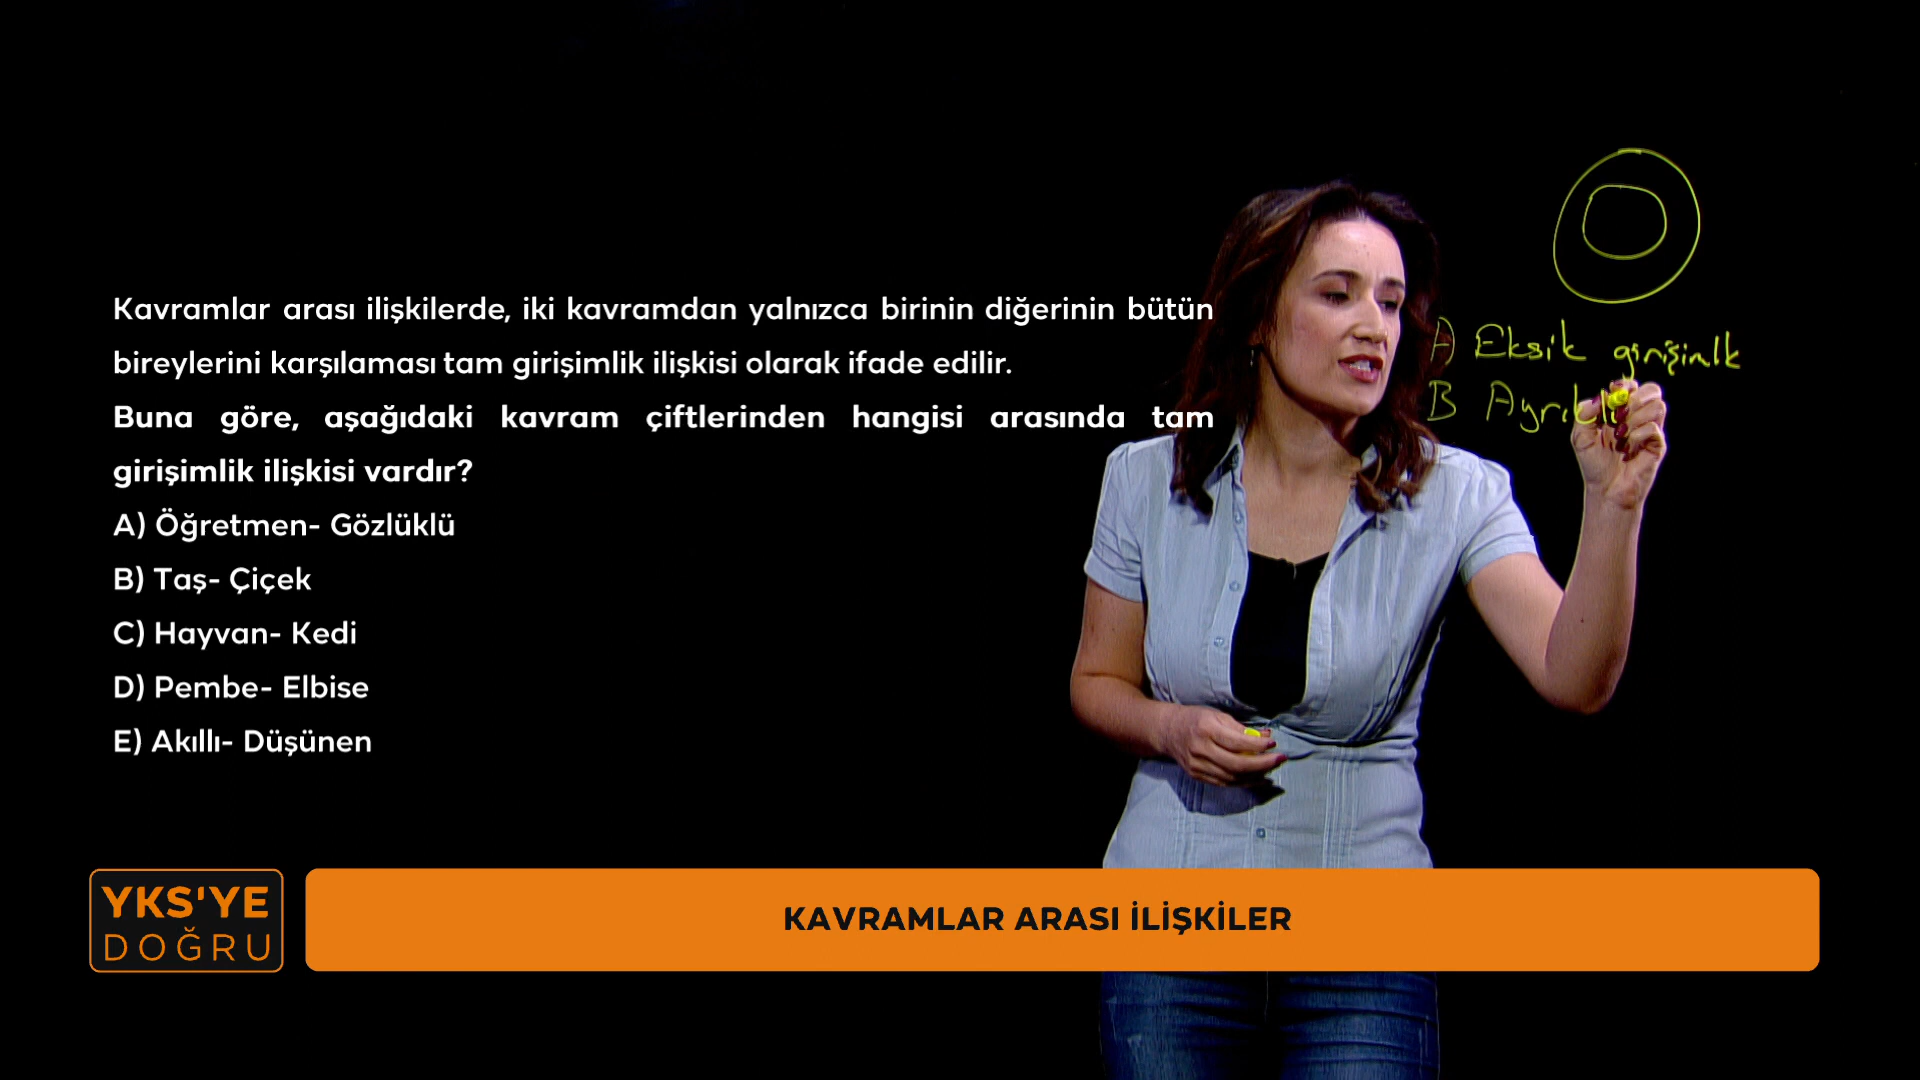 Kavramlar arası ilişkilerde, iki kavramdan yalnızca birinin diğerinin bütün
bireylerini karşılaması tam girişimlik ilişkisi olarak ifade edilir.
Buna göre, aşağıdaki kavram çiftlerinden hangisi arasında tam
girişimlik ilişkisi vardır?
A) Öğretmen- Gözlüklü
B) Taş- Çiçek
C) Hayvan- Kedi
D) Pembe- Elbise
E) Akıllı- Düşünen
A) Eksik girişimlk
B Ayrıklı
YKS'YE
DOĞRU
KAVRAMLAR ARASI İLİŞKİLER